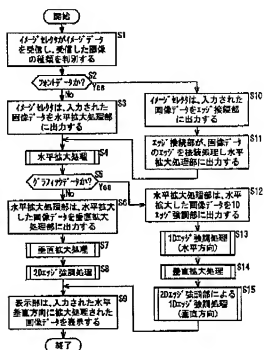 開始
S1
イメージセレクタがイメージデータ
を受信し、受信した画像
の種類を判別する
S2
フォントデータか?
Yes
No
S3
イメージセレクタは、入力された
画像データを水平拡大処理部
に出力する
S4
水平拡大処理
S5
グラフィックデータか?
Yes
No
S6
水平拡大処理部は、水平拡大
した画像データを垂直拡大
処理部に出力する
S7
垂直拡大処理
S8
2Dエッジ強調処理
S9
表示部は、入力された水平
垂直方向に拡大処理された
画像データを表示する
終了
S10
イメージセレクタは、入力された
画像データをエッジ接続部
に出力する
S11
エッジ接続部が、画像データ
のエッジを接続処理し水平
拡大処理部に出力する
S12
水平拡大処理部は、水平拡
大した画像データを1D
エッジ強調部に出力する
S13
1Dエッジ強調処理
(水平方向)
S14
垂直拡大処理
S15
2Dエッジ強調部による
1Dエッジ強調処理
(垂直方向)